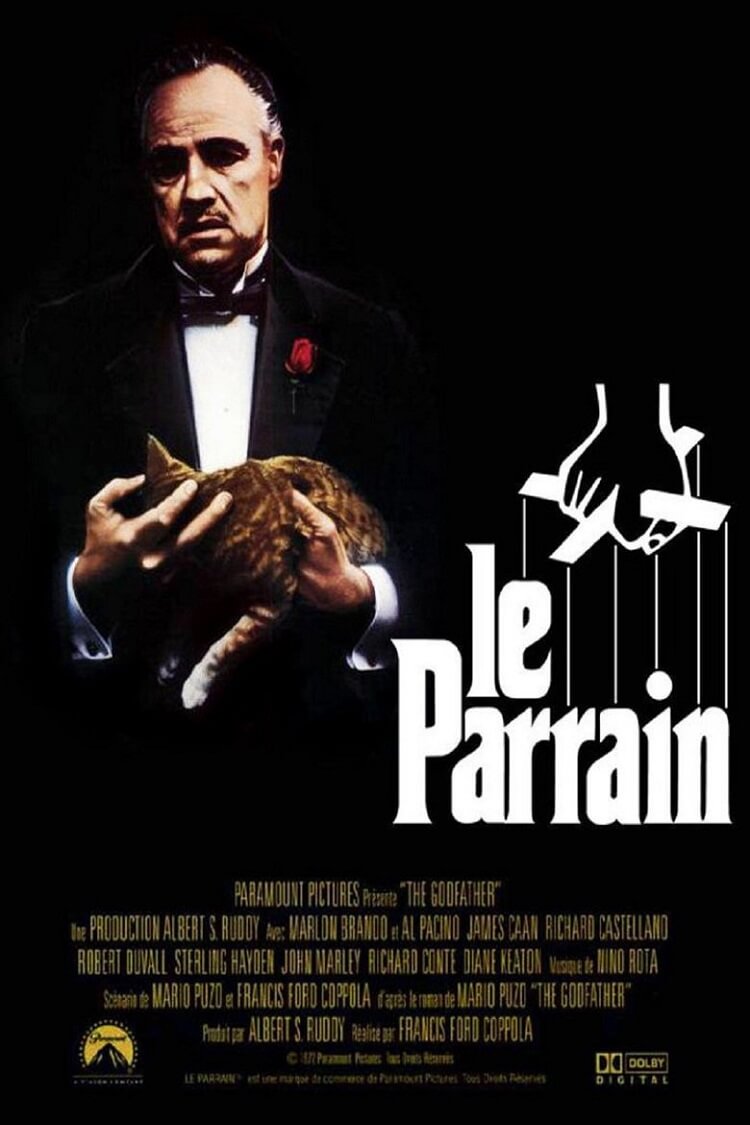 le
Parrain
PARAMOUNT PICTURES Présente "THE GODFATHER"
Une PRODUCTION ALBERT S. RUDDY Avec MARLON BRANDO et AL PACINO JAMES CAAN RICHARD CASTELLANO
ROBERT DUVALL STERLING HAYDEN JOHN MARLEY RICHARD CONTE DIANE KEATON Musique de NINO ROTA
Scénario de MARIO PUZO et FRANCIS FORD COPPOLA d'après le roman de MARIO PUZO "THE GODFATHER"
Produit par ALBERT S. RUDDY Réalise par FRANCIS FORD COPPOLA
© 1972 Paramount Pictures Tous Droits Réservés
LE PARRAIN™ est une marque de commerce de Paramount Pictures. Tous Droits Réservés
Paramount
DOLBY
DIGITAL